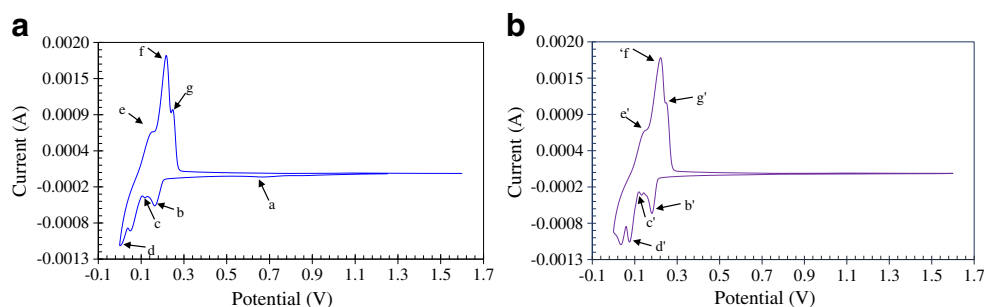 a
b
0.0020
0.0015
0.0009
0.0004
-0.0002
-0.0008
-0.0013
Current (A)
f
g
e
a
b
c
d
-0.1 0.1 0.3 0.5 0.7 0.9 1.1 1.3 1.5 1.7
Potential (V)
0.0020
0.0015
0.0009
0.0004
-0.0002
-0.0008
-0.0013
Current (A)
‘f
g'
e'
b'
c'
d'
-0.1 0.1 0.3 0.5 0.7 0.9 1.1 1.3 1.5 1.7
Potential (V)